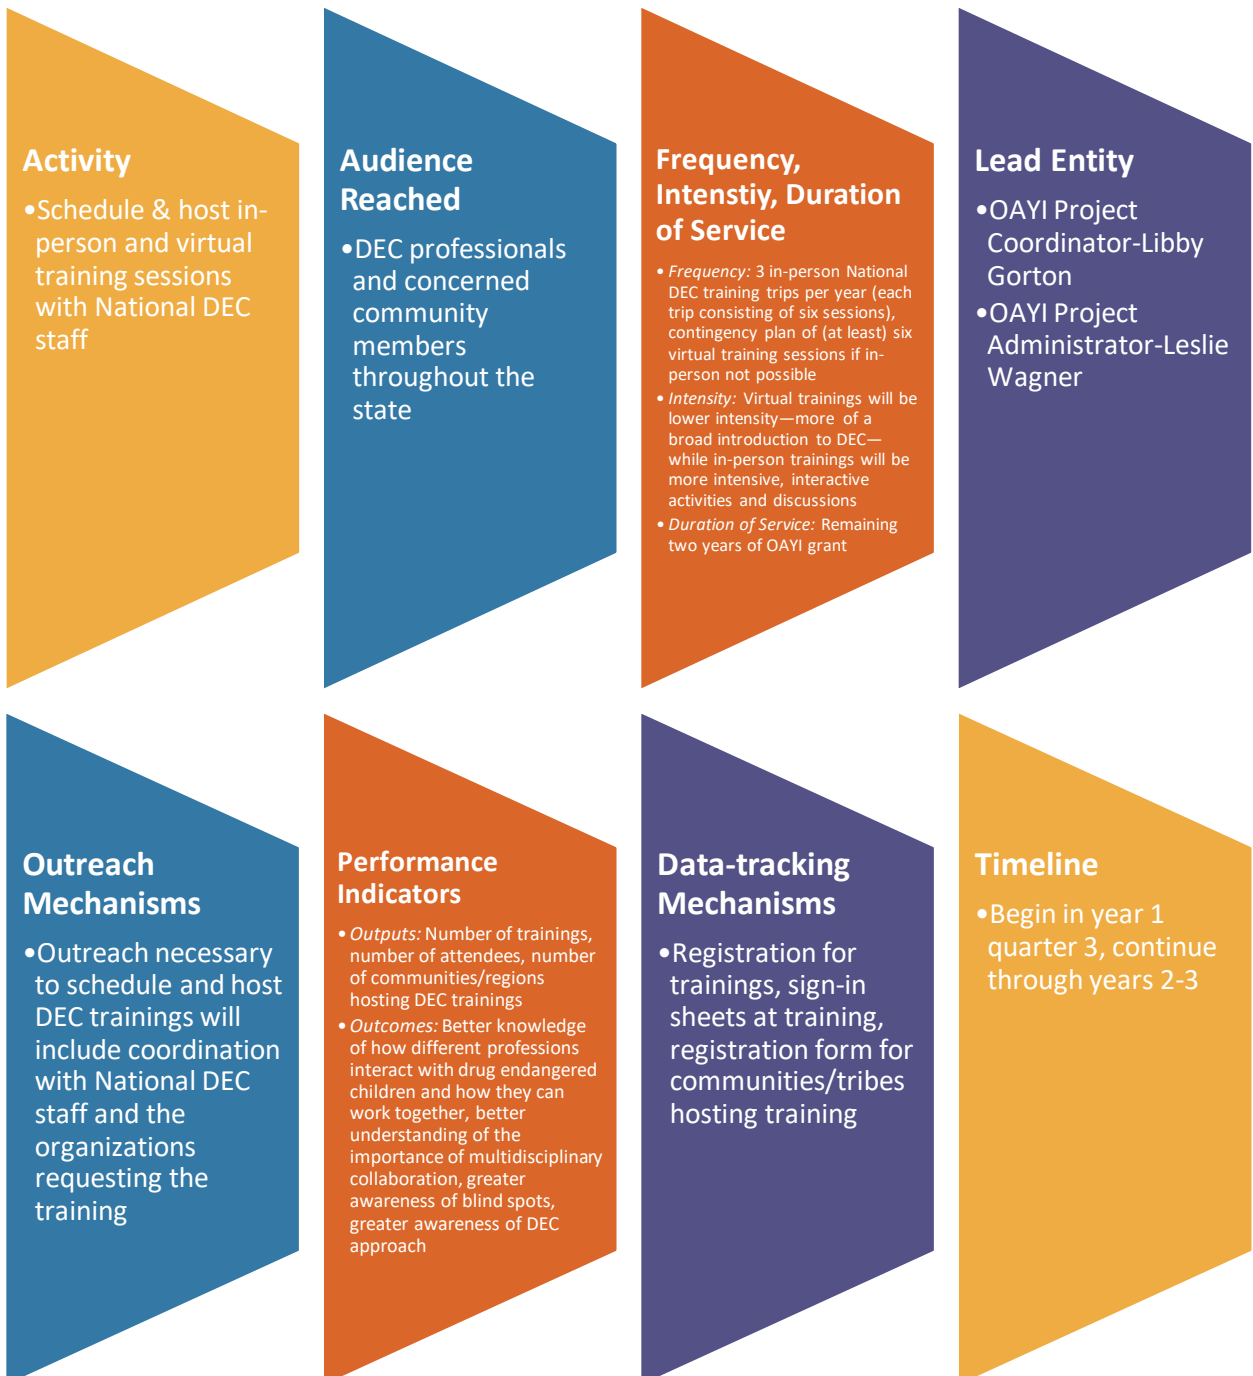 Activity
•Schedule & host in-
person and virtual
training sessions
with National DEC
staff
Audience
Reached
•DEC professionals
and concerned
community
members
throughout the
state
Frequency,
Intenstiy, Duration
of Service
• Frequency: 3 in-person National
DEC training trips per year (each
trip consisting of six sessions),
contingency plan of (at least) six
virtual training sessions if in-
person not possible
• Intensity: Virtual trainings will be
lower intensity—more of a
broad introduction to DEC—
while in-person trainings will be
more intensive, interactive
activities and discussions
• Duration of Service: Remaining
two years of OAYI grant
Lead Entity
•OAYI Project
Coordinator-Libby
Gorton
•OAYI Project
Administrator-Leslie
Wagner
Outreach
Mechanisms
•Outreach necessary
to schedule and host
DEC trainings will
include coordination
with National DEC
staff and the
organizations
requesting the
training
Performance
Indicators
• Outputs: Number of trainings,
number of attendees, number
of communities/regions
hosting DEC trainings
• Outcomes: Better knowledge
of how different professions
interact with drug endangered
children and how they can
work together, better
understanding of the
importance of multidisciplinary
collaboration, greater
awareness of blind spots,
greater awareness of DEC
approach
Data-tracking
Mechanisms
•Registration for
trainings, sign-in
sheets at training,
registration form for
communities/tribes
hosting training
Timeline
•Begin in year 1
quarter 3, continue
through years 2-3